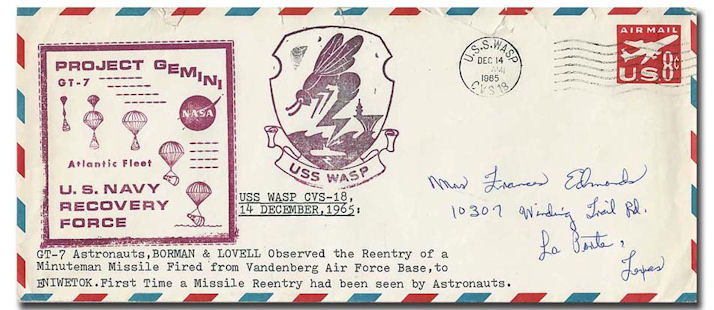 PROJECT GEMINI
GT-7
NASA
Atlantic Fleet
U.S. NAVY
RECOVERY
FORCE
USS WASP
U.S.S. WASP
DEC 14
1965
CVS 18
AIR MAIL
US 8¢
USS WASP CVS-18,
14 DECEMBER,1965;
Mrs Frances Edmonds
10307 Winding Trail Rd.
La Porte,
Texas
GT-7 Astronauts,BORMAN & LOVELL Observed the Reentry of a
Minuteman Missile Fired from Vandenberg Air Force Base,to
ENIWETOK.First Time a Missile Reentry had been seen by Astronauts.